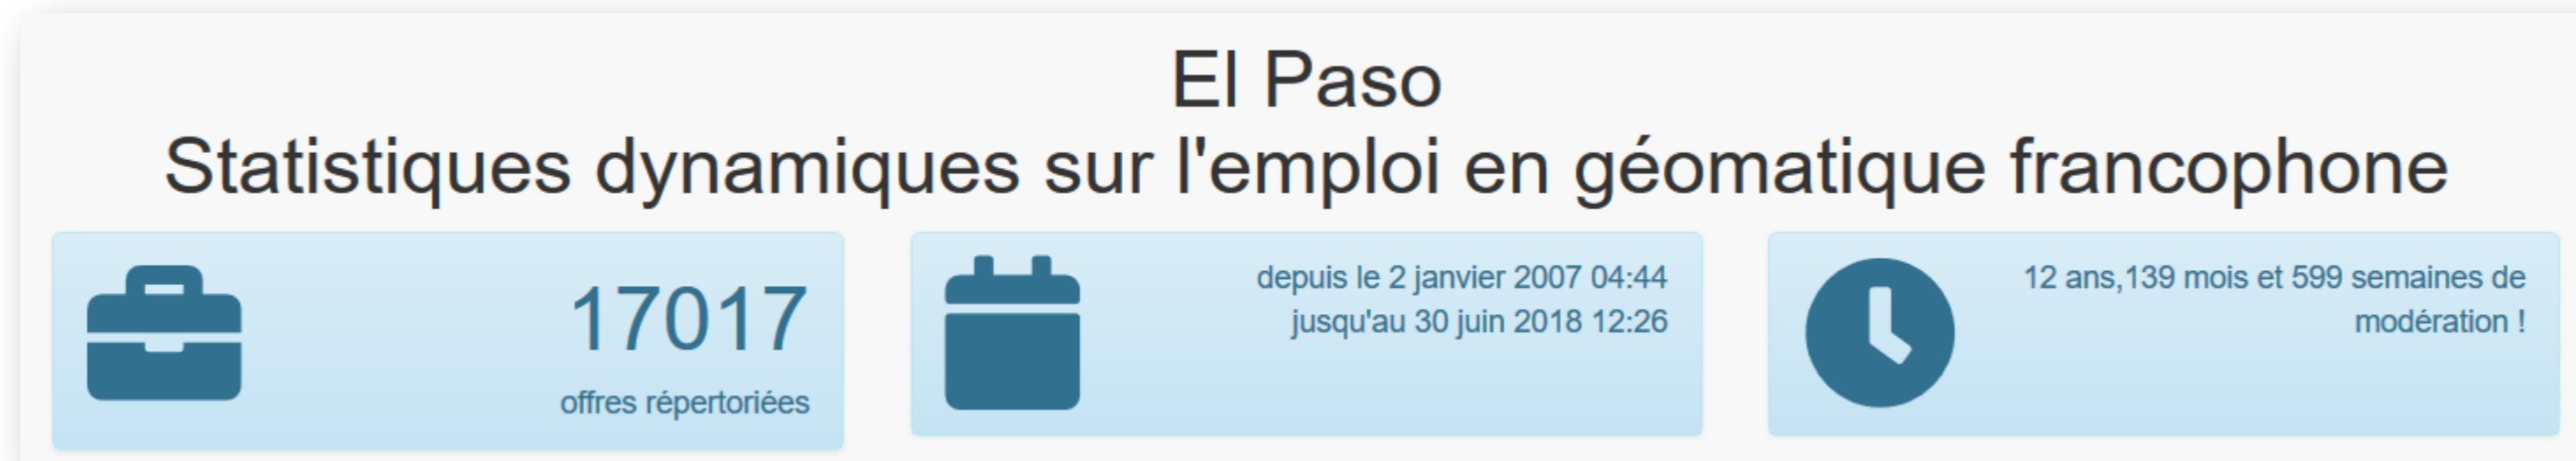 El Paso
Statistiques dynamiques sur l'emploi en géomatique francophone
17017
offres répertoriées
depuis le 2 janvier 2007 04:44
jusqu'au 30 juin 2018 12:26
12 ans,139 mois et 599 semaines de
modération !